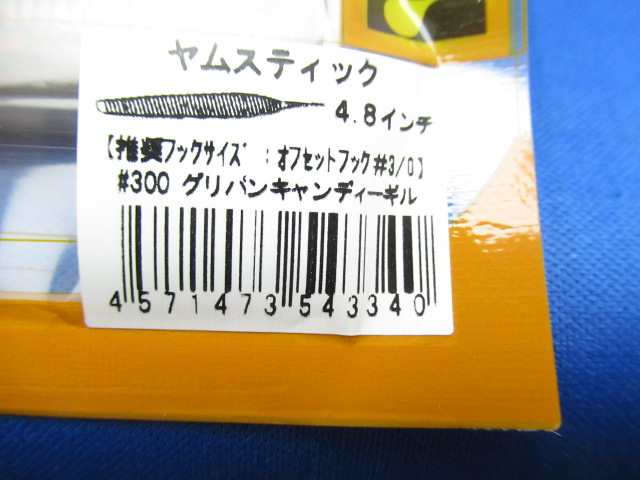 ヤムスティック
4.8インチ
【推奨フックサイズ：オフセットフック#3/0】
#300 グリパンキャンディーギル
4571473543340